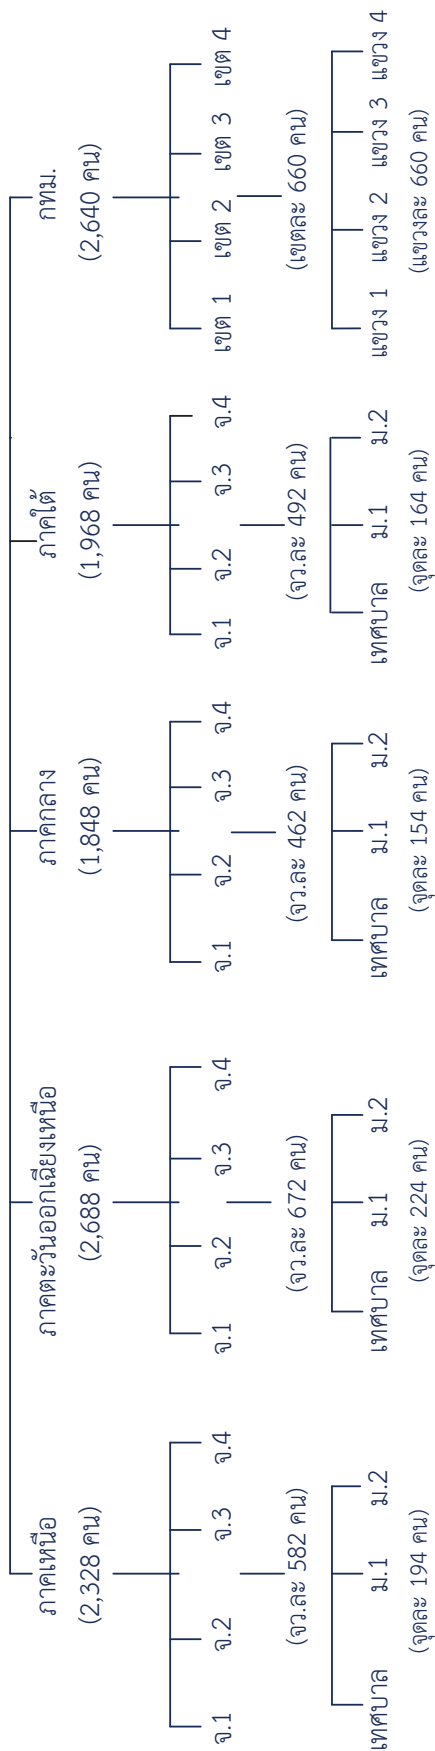 ภาคเหนือ ภาคตะวันออกเฉียงเหนือ ภาคกลาง ภาคใต้ กทม.
(2,328 คน) (2,688 คน) (1,848 คน) (1,968 คน) (2,640 คน)
จ.1 จ.2 จ.3 จ.4 จ.1 จ.2 จ.3 จ.4 จ.1 จ.2 จ.3 จ.4 จ.1 จ.2 จ.3 จ.4 เขต 1 เขต 2 เขต 3 เขต 4
(จว.ละ 582 คน) (จว.ละ 672 คน) (จว.ละ 462 คน) (จว.ละ 492 คน) (เขตละ 660 คน)
เทศบาล ม.1 ม.2 เทศบาล ม.1 ม.2 เทศบาล ม.1 ม.2 เทศบาล ม.1 ม.2 แขวง 1 แขวง 2 แขวง 3 แขวง 4
(จุดละ 194 คน) (จุดละ 224 คน) (จุดละ 154 คน) (จุดละ 164 คน) (แขวงละ 660 คน)